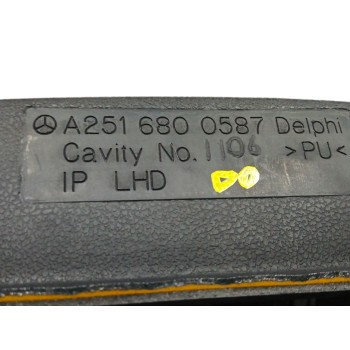 A251 680 0587 Delphi
Cavity No. 1106 >PU<
IP LHD